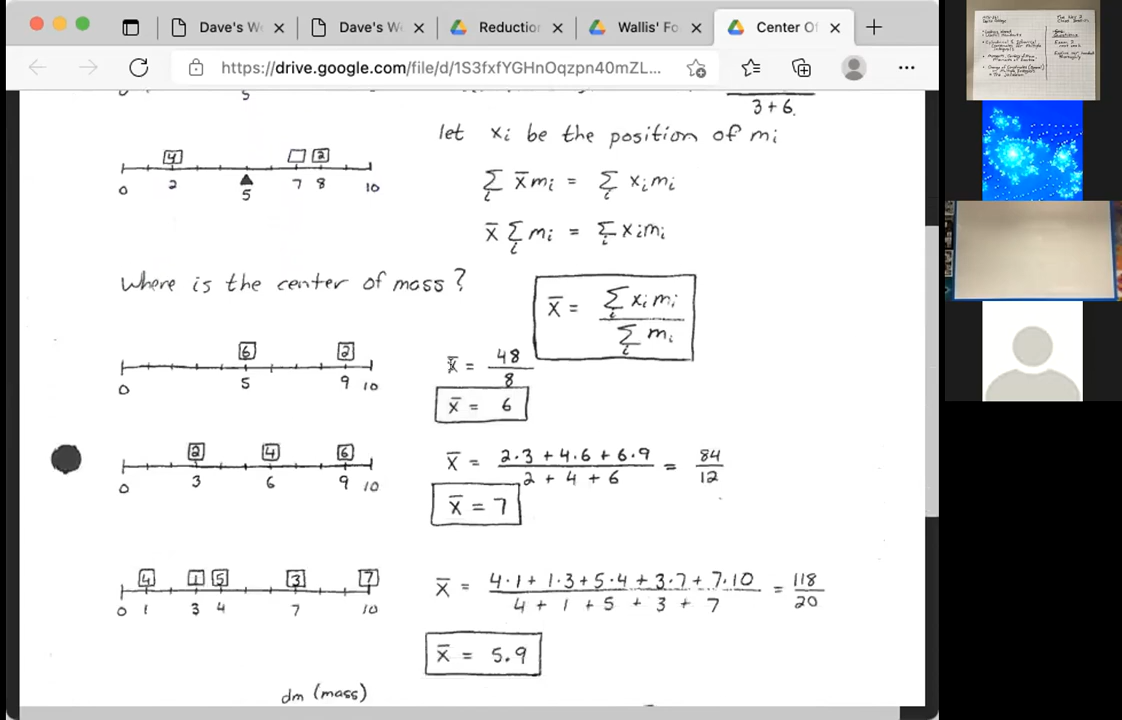 Dave's W
Dave's W
Reductio
Wallis' Fo
Center O
https://drive.google.com/file/d/1S3fxfYGHnOqzpn40mZL...
5
3 + 6
let xi be the position of mi
4 2
0 2 5 7 8 10
∑i x̄mi = ∑i ximi
x̄ ∑i mi = ∑i ximi
Where is the center of mass?
x̄ = ∑i ximi / ∑i mi
6 2
0 5 9 10
x̄ = 48/8
x̄ = 6
2 4 6
0 3 6 9 10
x̄ = (2·3 + 4·6 + 6·9)/(2 + 4 + 6) = 84/12
x̄ = 7
4 1 5 3 7
0 1 3 4 7 10
x̄ = (4·1 + 1·3 + 5·4 + 3·7 + 7·10)/(4 + 1 + 5 + 3 + 7) = 118/20
x̄ = 5.9
dm (mass)